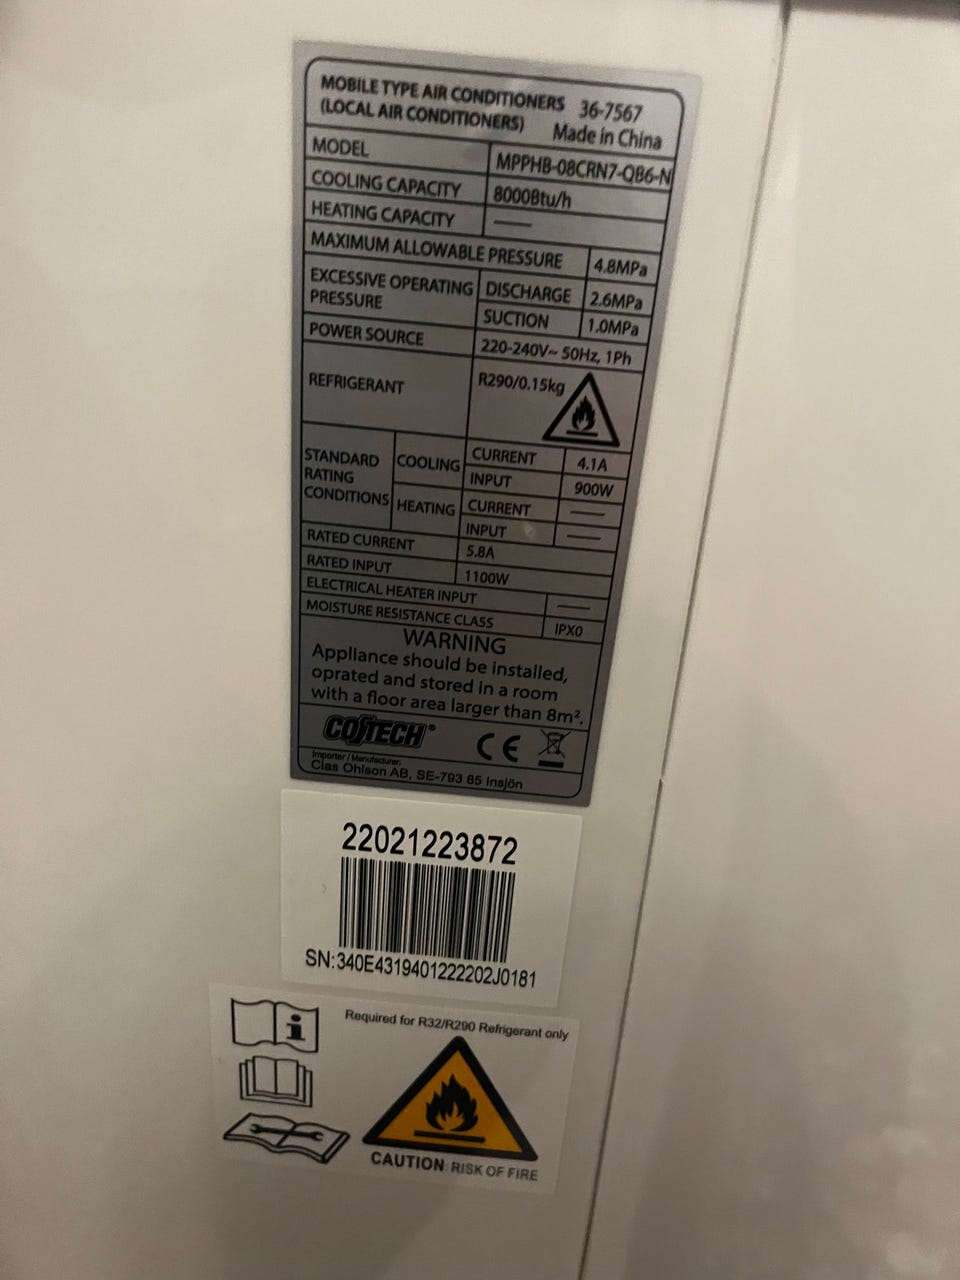 MOBILE TYPE AIR CONDITIONERS 36-7567
(LOCAL AIR CONDITIONERS) Made in China
MODEL MPPHB-08CRN7-QB6-N
COOLING CAPACITY 8000Btu/h
HEATING CAPACITY —
MAXIMUM ALLOWABLE PRESSURE 4.8MPa
EXCESSIVE OPERATING PRESSURE DISCHARGE 2.6MPa
SUCTION 1.0MPa
POWER SOURCE 220-240V~ 50Hz, 1Ph
REFRIGERANT R290/0.15kg
STANDARD RATING CONDITIONS COOLING CURRENT 4.1A
INPUT 900W
HEATING CURRENT —
INPUT —
RATED CURRENT 5.8A
RATED INPUT 1100W
ELECTRICAL HEATER INPUT —
MOISTURE RESISTANCE CLASS IPX0
WARNING
Appliance should be installed,
oprated and stored in a room
with a floor area larger than 8m².
COTECH® CE
Importer / Manufacturer:
Clas Ohlson AB, SE-793 85 Insjön
22021223872
SN:340E4319401222202J0181
Required for R32/R290 Refrigerant only
CAUTION RISK OF FIRE